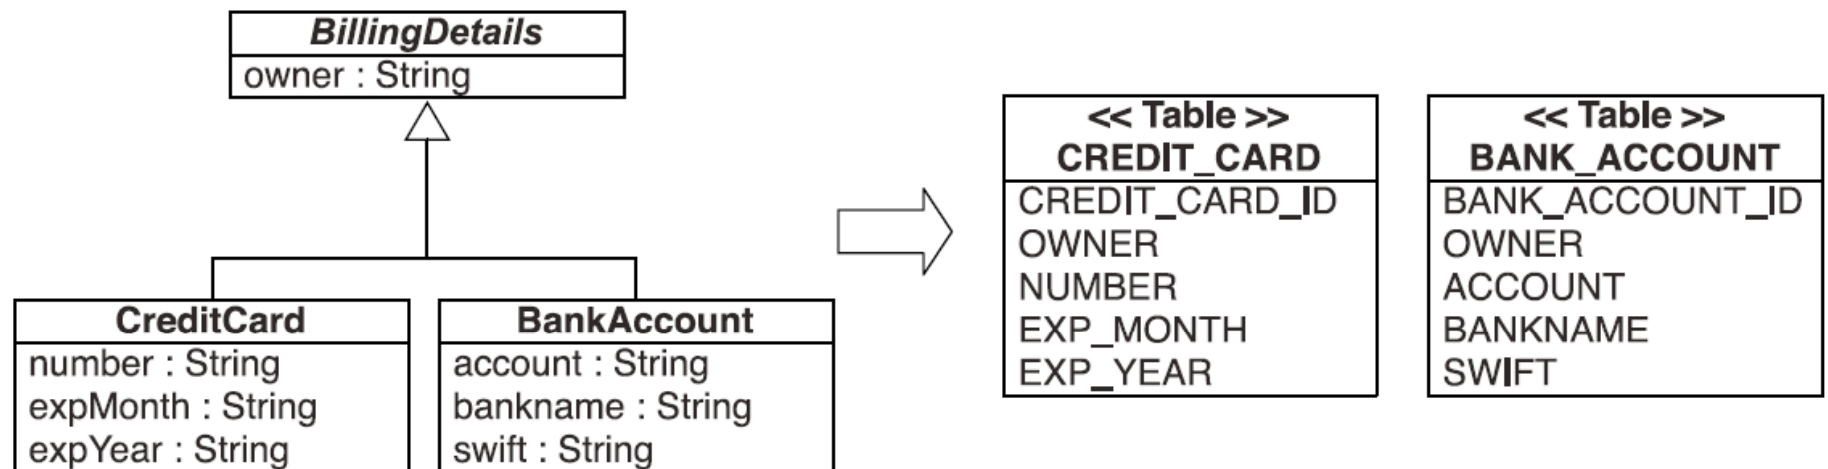 BillingDetails
owner : String
CreditCard
number : String
expMonth : String
expYear : String
BankAccount
account : String
bankname : String
swift : String
<< Table >>
CREDIT_CARD
CREDIT_CARD_ID
OWNER
NUMBER
EXP_MONTH
EXP_YEAR
<< Table >>
BANK_ACCOUNT
BANK_ACCOUNT_ID
OWNER
ACCOUNT
BANKNAME
SWIFT